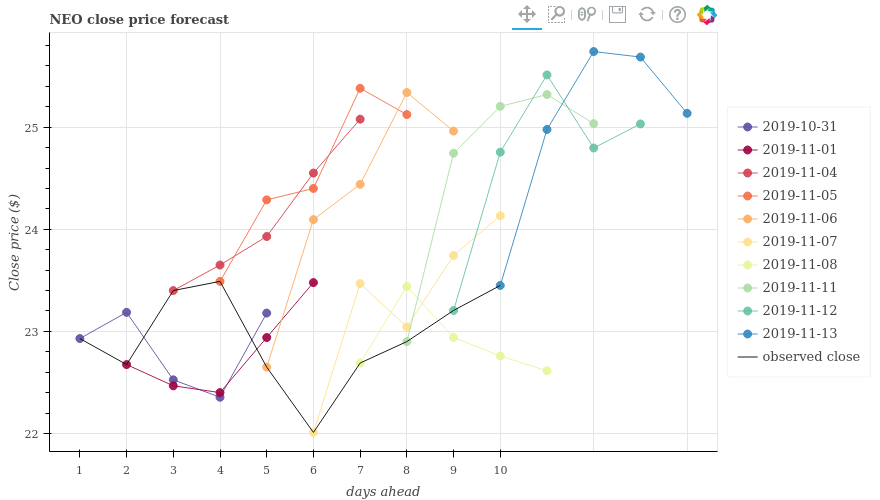 NEO close price forecast
25
24
23
22
Close price ($)
1 2 3 4 5 6 7 8 9 10
days ahead
2019-10-31
2019-11-01
2019-11-04
2019-11-05
2019-11-06
2019-11-07
2019-11-08
2019-11-11
2019-11-12
2019-11-13
observed close